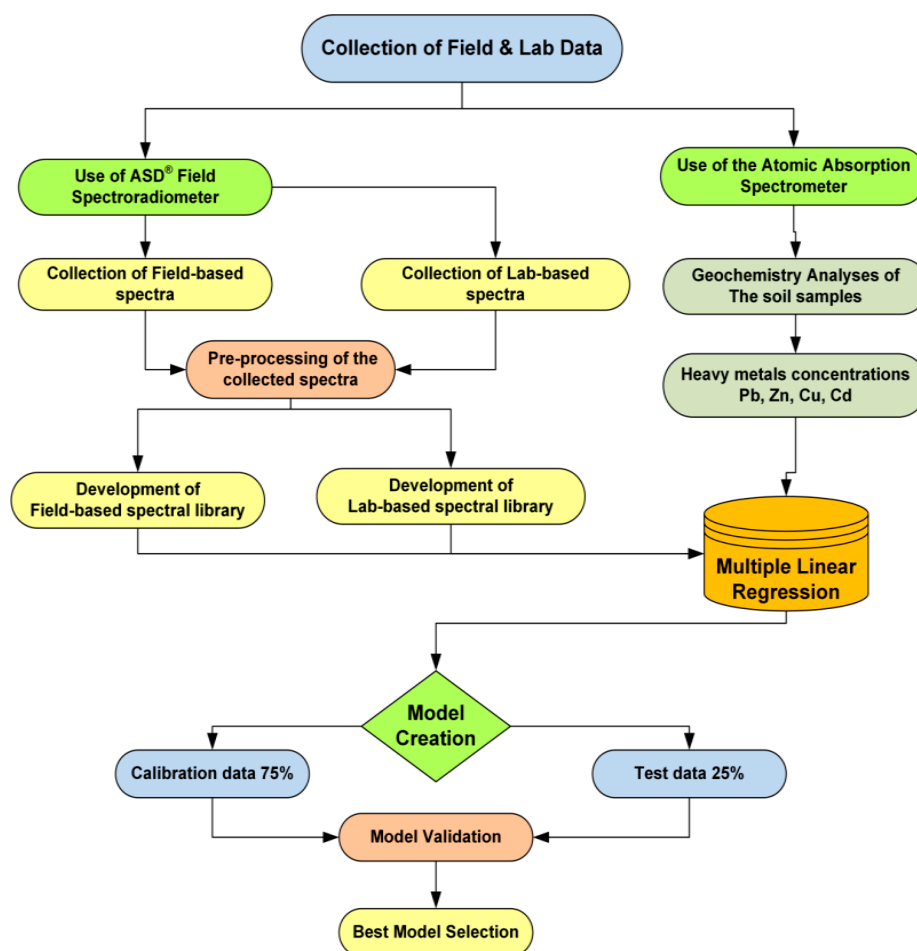 Collection of Field & Lab Data
Use of ASD® Field
Spectroradiometer
Use of the Atomic Absorption
Spectrometer
Collection of Field-based
spectra
Collection of Lab-based
spectra
Geochemistry Analyses of
The soil samples
Pre-processing of the
collected spectra
Heavy metals concentrations
Pb, Zn, Cu, Cd
Development of
Field-based spectral library
Development of
Lab-based spectral library
Multiple Linear
Regression
Model
Creation
Calibration data 75%
Test data 25%
Model Validation
Best Model Selection